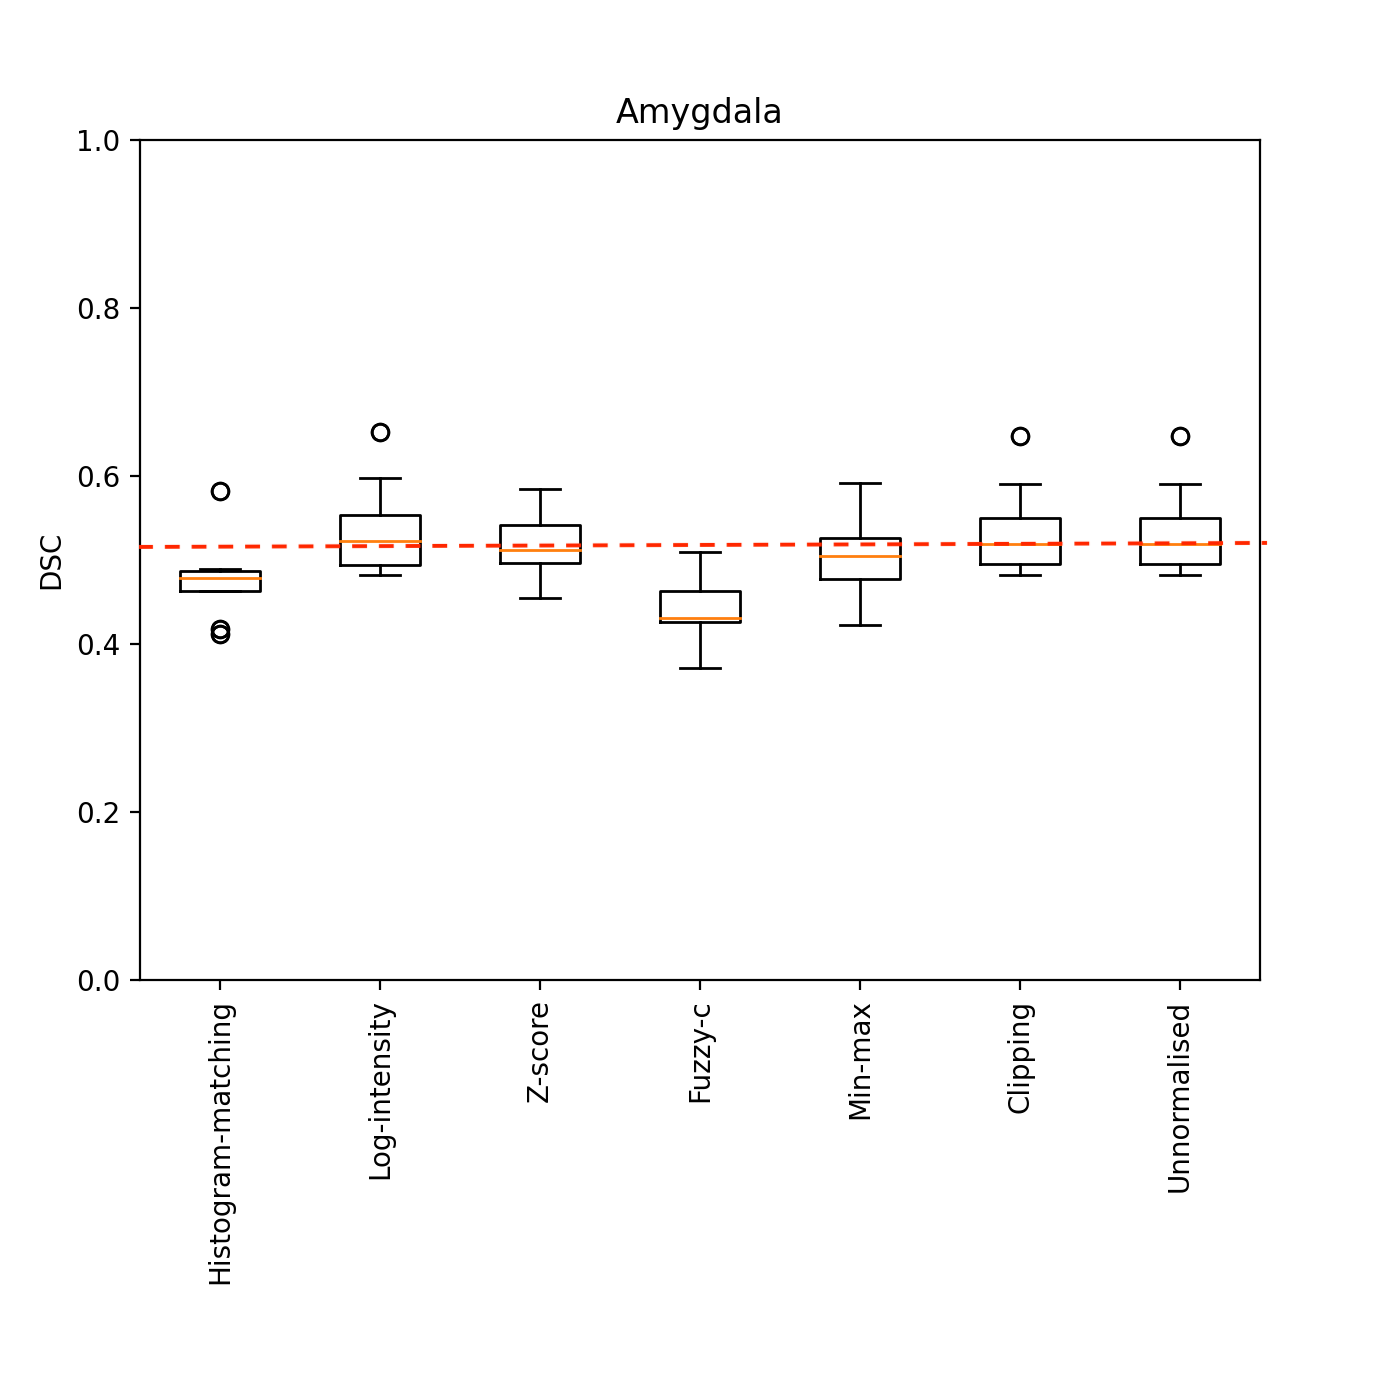 Amygdala
1.0
0.8
0.6
0.4
0.2
0.0
DSC
Histogram-matching
Log-intensity
Z-score
Fuzzy-c
Min-max
Clipping
Unnormalised